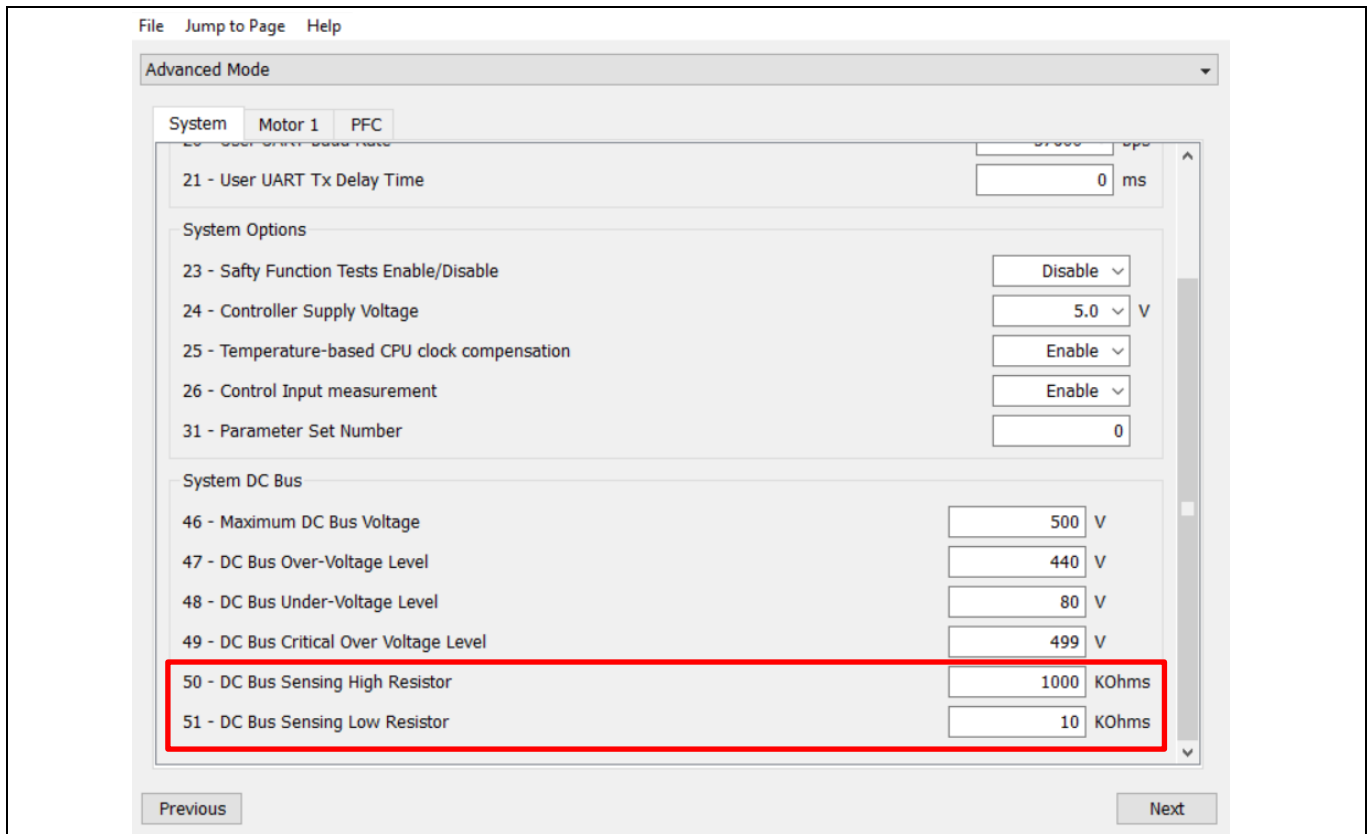 File Jump to Page Help
Advanced Mode
System Motor 1 PFC
21 - User UART Tx Delay Time 0 ms
System Options
23 - Safty Function Tests Enable/Disable Disable
24 - Controller Supply Voltage 5.0 V
25 - Temperature-based CPU clock compensation Enable
26 - Control Input measurement Enable
31 - Parameter Set Number 0
System DC Bus
46 - Maximum DC Bus Voltage 500 V
47 - DC Bus Over-Voltage Level 440 V
48 - DC Bus Under-Voltage Level 80 V
49 - DC Bus Critical Over Voltage Level 499 V
50 - DC Bus Sensing High Resistor 1000 KOhms
51 - DC Bus Sensing Low Resistor 10 KOhms
Previous Next